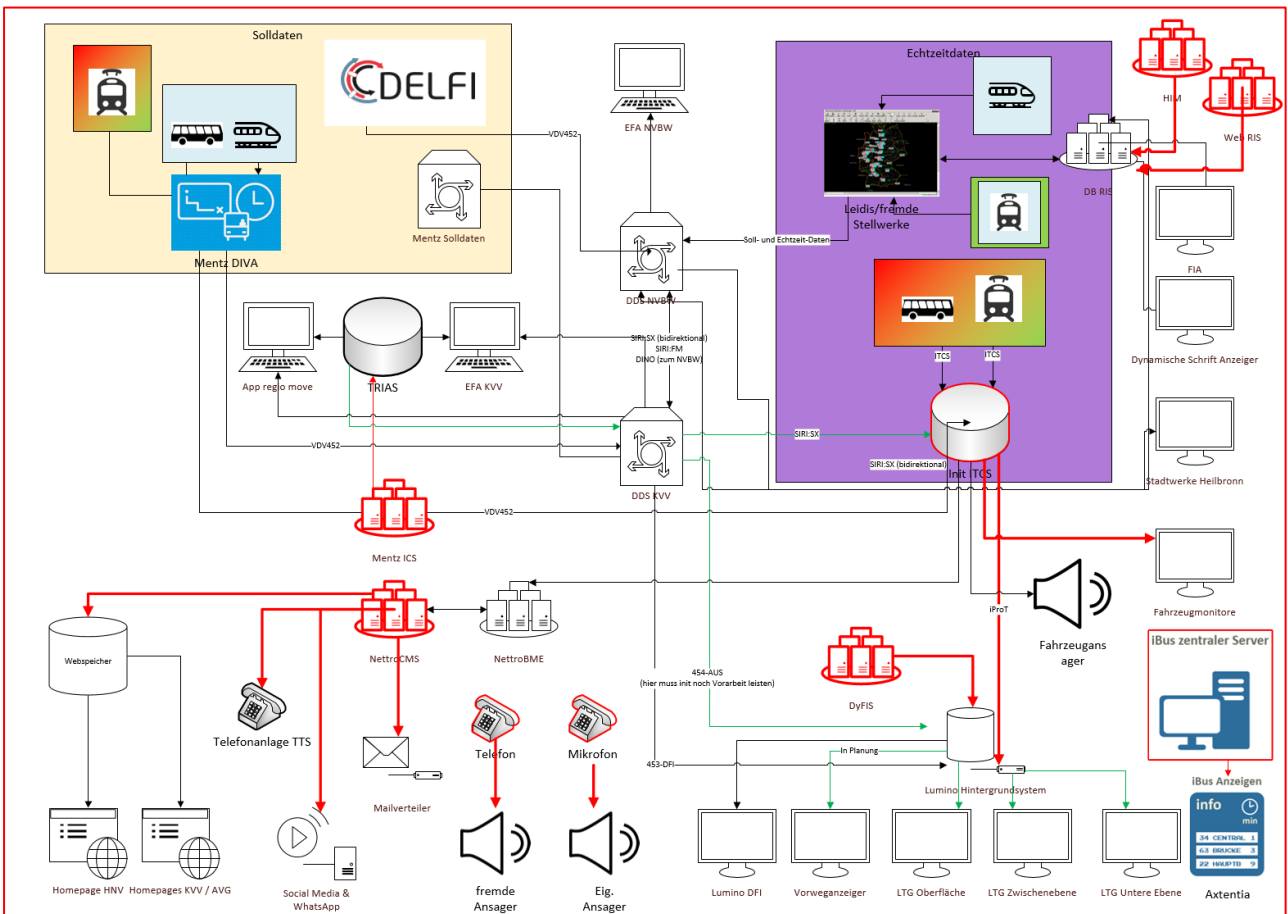 Solldaten
CDELFI
VDV452
EFA NVBW
Mentz Solldaten
Mentz DIVA
Echtzeitdaten
HIM
Web RIS
DB RIS
Leidis/fremde
Stellwerke
Soll- und Echtzeit-Daten
FIA
DDS NVBW
SIRI:SX (bidirektional)
SIRI:FM
DINO (zum NVBW)
Dynamische Schrift Anzeiger
ITCS
ITCS
App regio move
TRIAS
EFA KVV
VDV452
SIRI:SX
SIRI:SX (bidirektional)
Init ITCS
Stadtwerke Heilbronn
DDS KVV
VDV452
Mentz ICS
Fahrzeugmonitore
iProT
Fahrzeugans
ager
Webspeicher
NettroCMS
NettroBME
iBus zentraler Server
454-AUS
(hier muss init noch Vorarbeit leisten)
DyFIS
Telefonanlage TTS
Telefon
Mikrofon
In Planung
453-DFI
Mailverteiler
Lumino Hintergrundsystem
iBus Anzeigen
info
min
34 CENTRAL 1
63 BRUCKE 3
22 HAUPTB 9
Homepage HNV
Homepages KVV / AVG
Social Media &
WhatsApp
fremde
Ansager
Eig.
Ansager
Lumino DFI
Vorweganzeiger
LTG Oberfläche
LTG Zwischenebene
LTG Untere Ebene
Axtentia